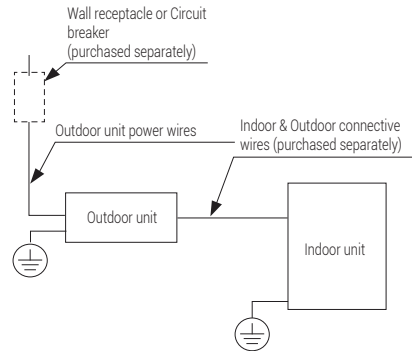 Wall receptacle or Circuit
breaker
(purchased separately)
Outdoor unit power wires
Indoor & Outdoor connective
wires (purchased separately)
Outdoor unit
Indoor unit